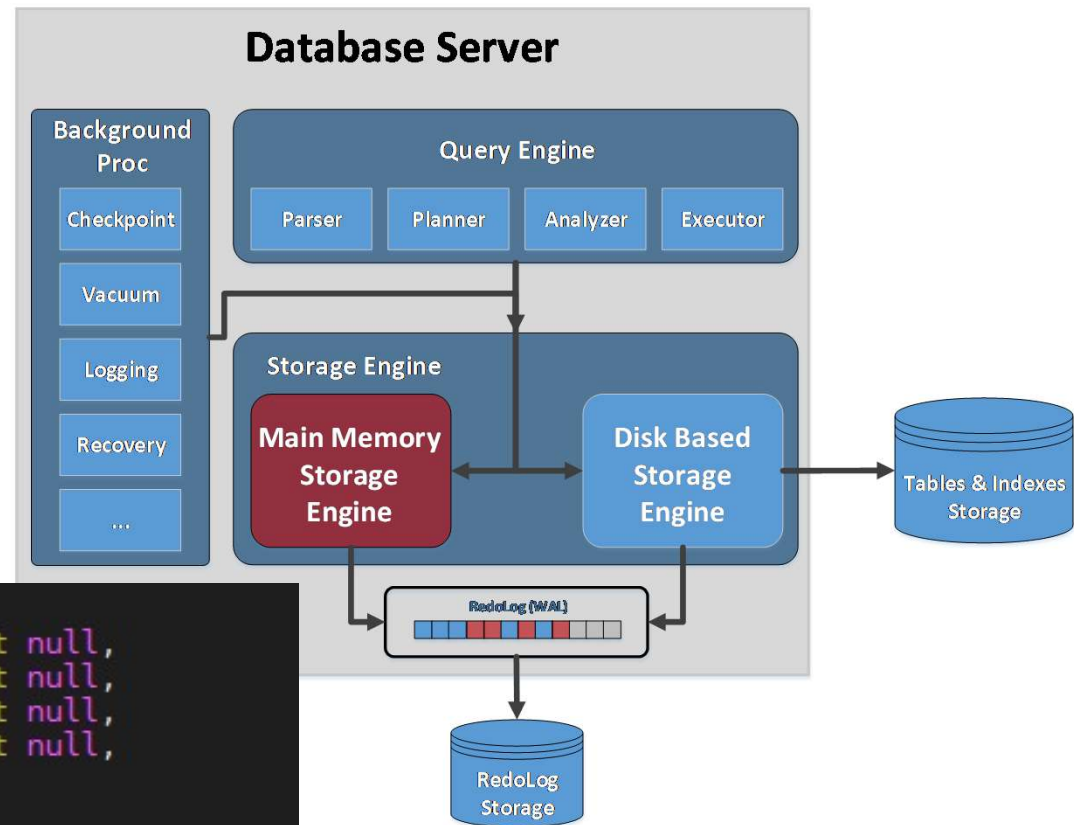 Database Server
Background
Proc
Checkpoint
Vacuum
Logging
Recovery
...
Query Engine
Parser
Planner
Analyzer
Executor
Storage Engine
Main Memory
Storage
Engine
Disk Based
Storage
Engine
Tables & Indexes
Storage
RedoLog (WAL)
RedoLog
Storage
t null,
t null,
t null,
t null,